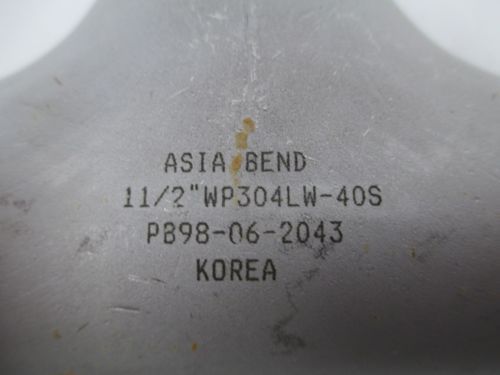 ASIA BEND
11/2"WP304LW-40S
PB98-06-2043
KOREA